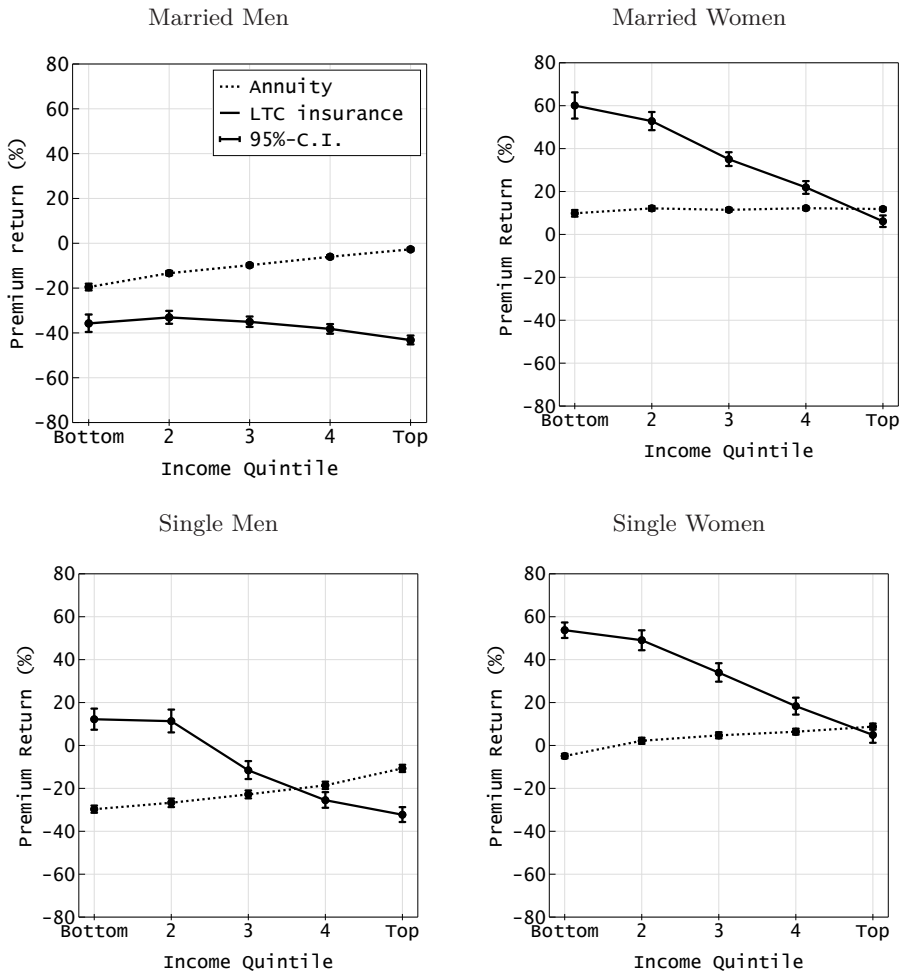 Married Men
Married Women
80
60
40
20
0
-20
-40
-60
-80
Premium return (%)
Annuity
LTC insurance
95%-C.I.
Bottom 2 3 4 Top
Income Quintile
80
60
40
20
0
-20
-40
-60
-80
Premium Return (%)
Bottom 2 3 4 Top
Income Quintile
Single Men
Single Women
80
60
40
20
0
-20
-40
-60
-80
Premium Return (%)
Bottom 2 3 4 Top
Income Quintile
80
60
40
20
0
-20
-40
-60
-80
Premium Return (%)
Bottom 2 3 4 Top
Income Quintile